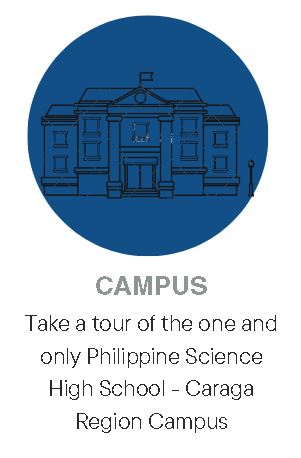 CAMPUS
Take a tour of the one and
only Philippine Science
High School - Caraga
Region Campus